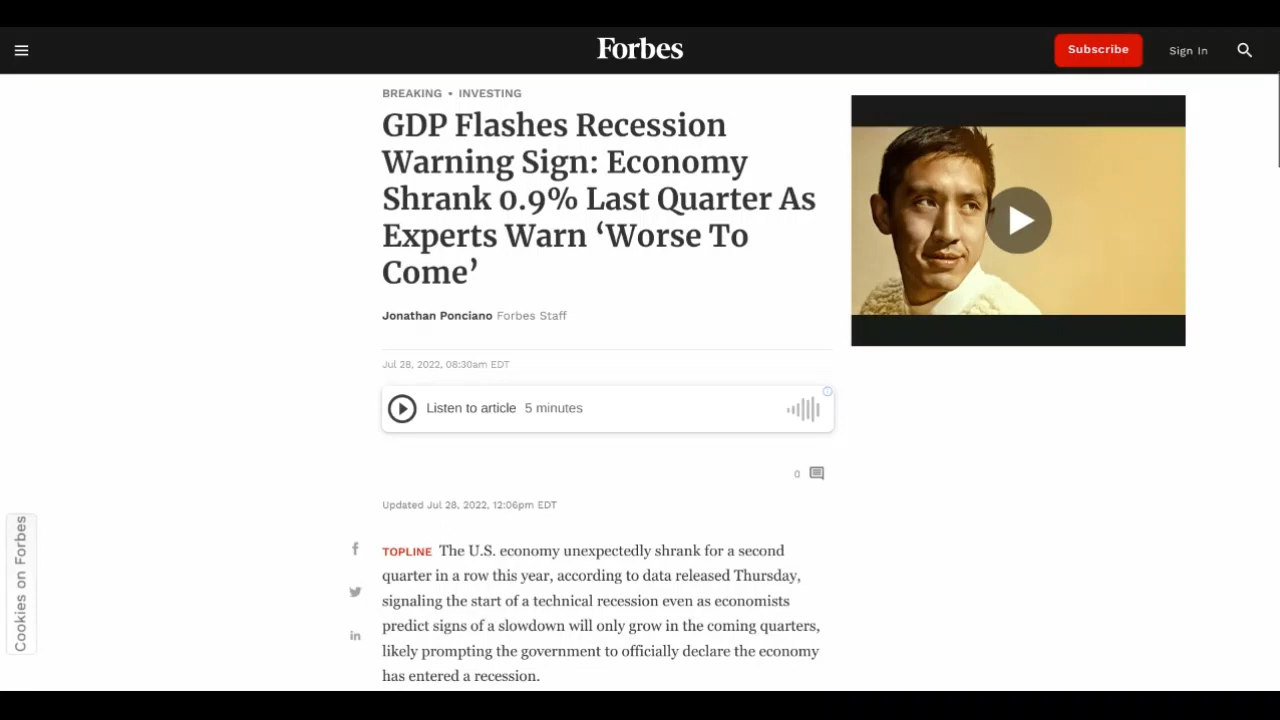 Forbes
Subscribe
Sign In
BREAKING • INVESTING
GDP Flashes Recession
Warning Sign: Economy
Shrank 0.9% Last Quarter As
Experts Warn ‘Worse To
Come’
Jonathan Ponciano Forbes Staff
Jul 28, 2022, 08:30am EDT
Listen to article 5 minutes
0
Updated Jul 28, 2022, 12:06pm EDT
TOPLINE The U.S. economy unexpectedly shrank for a second
quarter in a row this year, according to data released Thursday,
signaling the start of a technical recession even as economists
predict signs of a slowdown will only grow in the coming quarters,
likely prompting the government to officially declare the economy
has entered a recession.
Cookies on Forbes